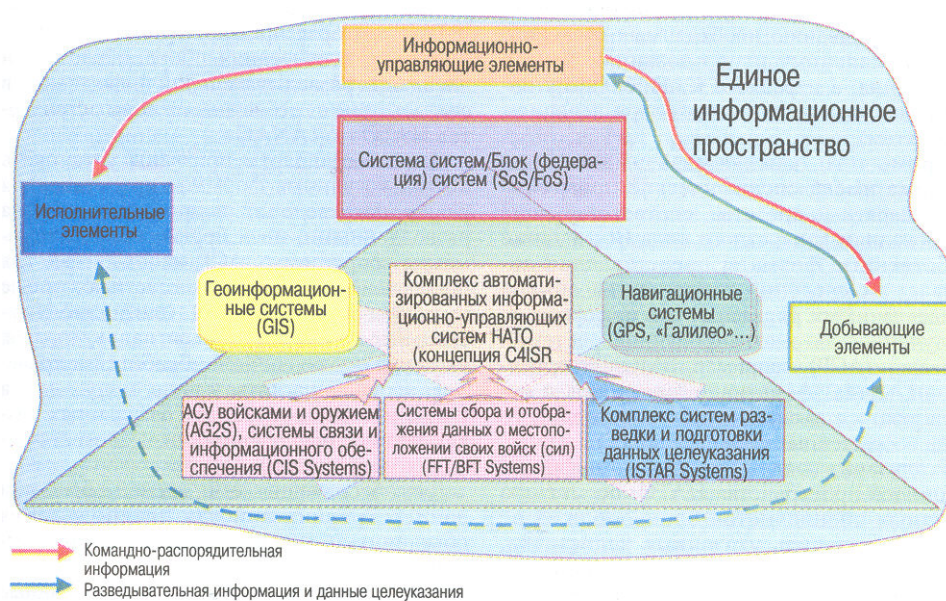 Информационно-
управляющие элементы
Единое
информационное
пространство
Система систем/Блок (федера-
ция) систем (SoS/FoS)
Исполнительные
элементы
Геоинформацион-
ные системы
(GIS)
Комплекс автомати-
зированных информа-
ционно-управляющих
систем НАТО
(концепция C4ISR
Навигационные
системы
(GPS, «Галилео»...)
Добывающие
элементы
АСУ войсками и оружием
(AG2S), системы связи и
информационного обе-
спечения (CIS Systems)
Системы сбора и отобра-
жения данных о местопо-
ложении своих войск (сил)
(FFT/BFT Systems)
Комплекс систем раз-
ведки и подготовки
данных целеуказания
(ISTAR Systems)
Командно-распорядительная
информация
Разведывательная информация и данные целеуказания